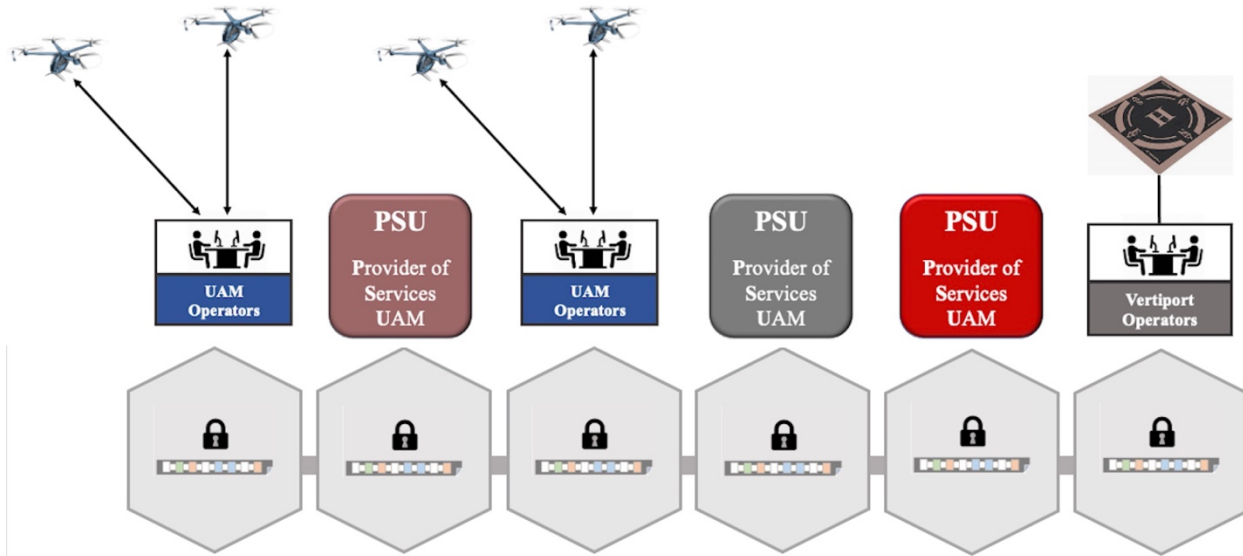 UAM
Operators
PSU
Provider of
Services
UAM
UAM
Operators
PSU
Provider of
Services
UAM
PSU
Provider of
Services
UAM
H
Vertiport
Operators